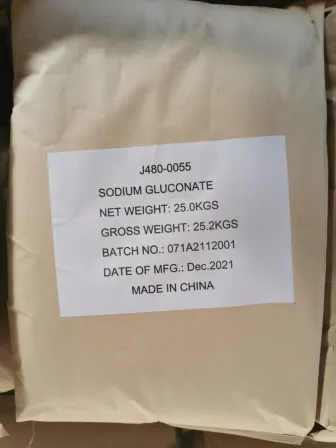 J480-0055
SODIUM GLUCONATE
NET WEIGHT: 25.0KGS
GROSS WEIGHT: 25.2KGS
BATCH NO.: 071A2112001
DATE OF MFG.: Dec.2021
MADE IN CHINA